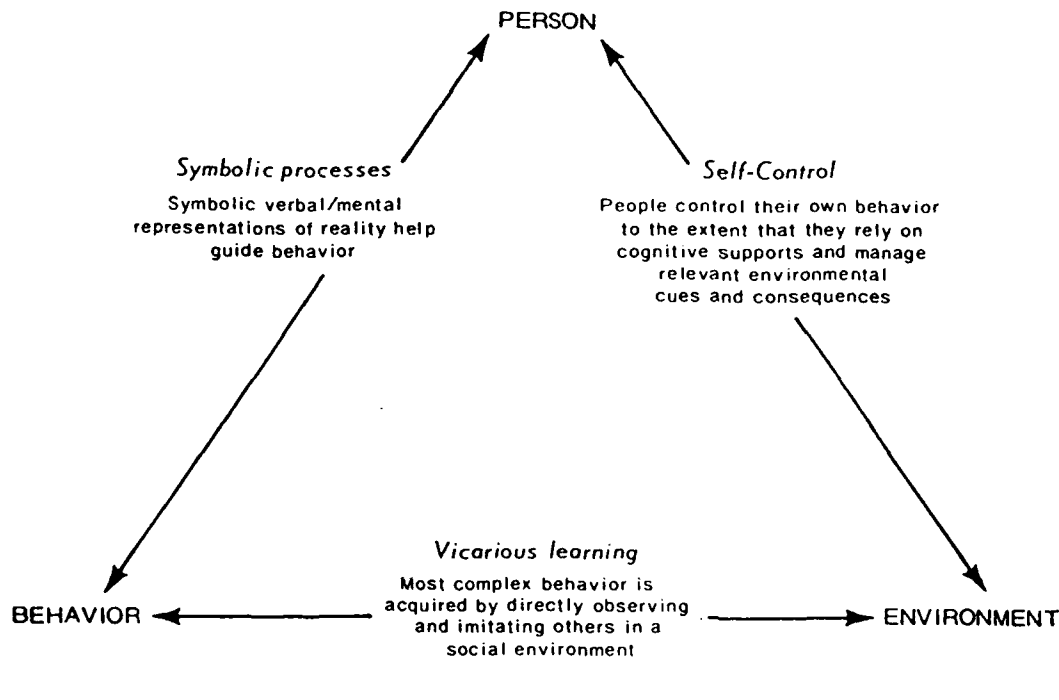 PERSON
Symbolic processes
Symbolic verbal/mental
representations of reality help
guide behavior
Self-Control
People control their own behavior
to the extent that they rely on
cognitive supports and manage
relevant environmental
cues and consequences
Vicarious learning
Most complex behavior is
acquired by directly observing
and imitating others in a
social environment
BEHAVIOR
ENVIRONMENT